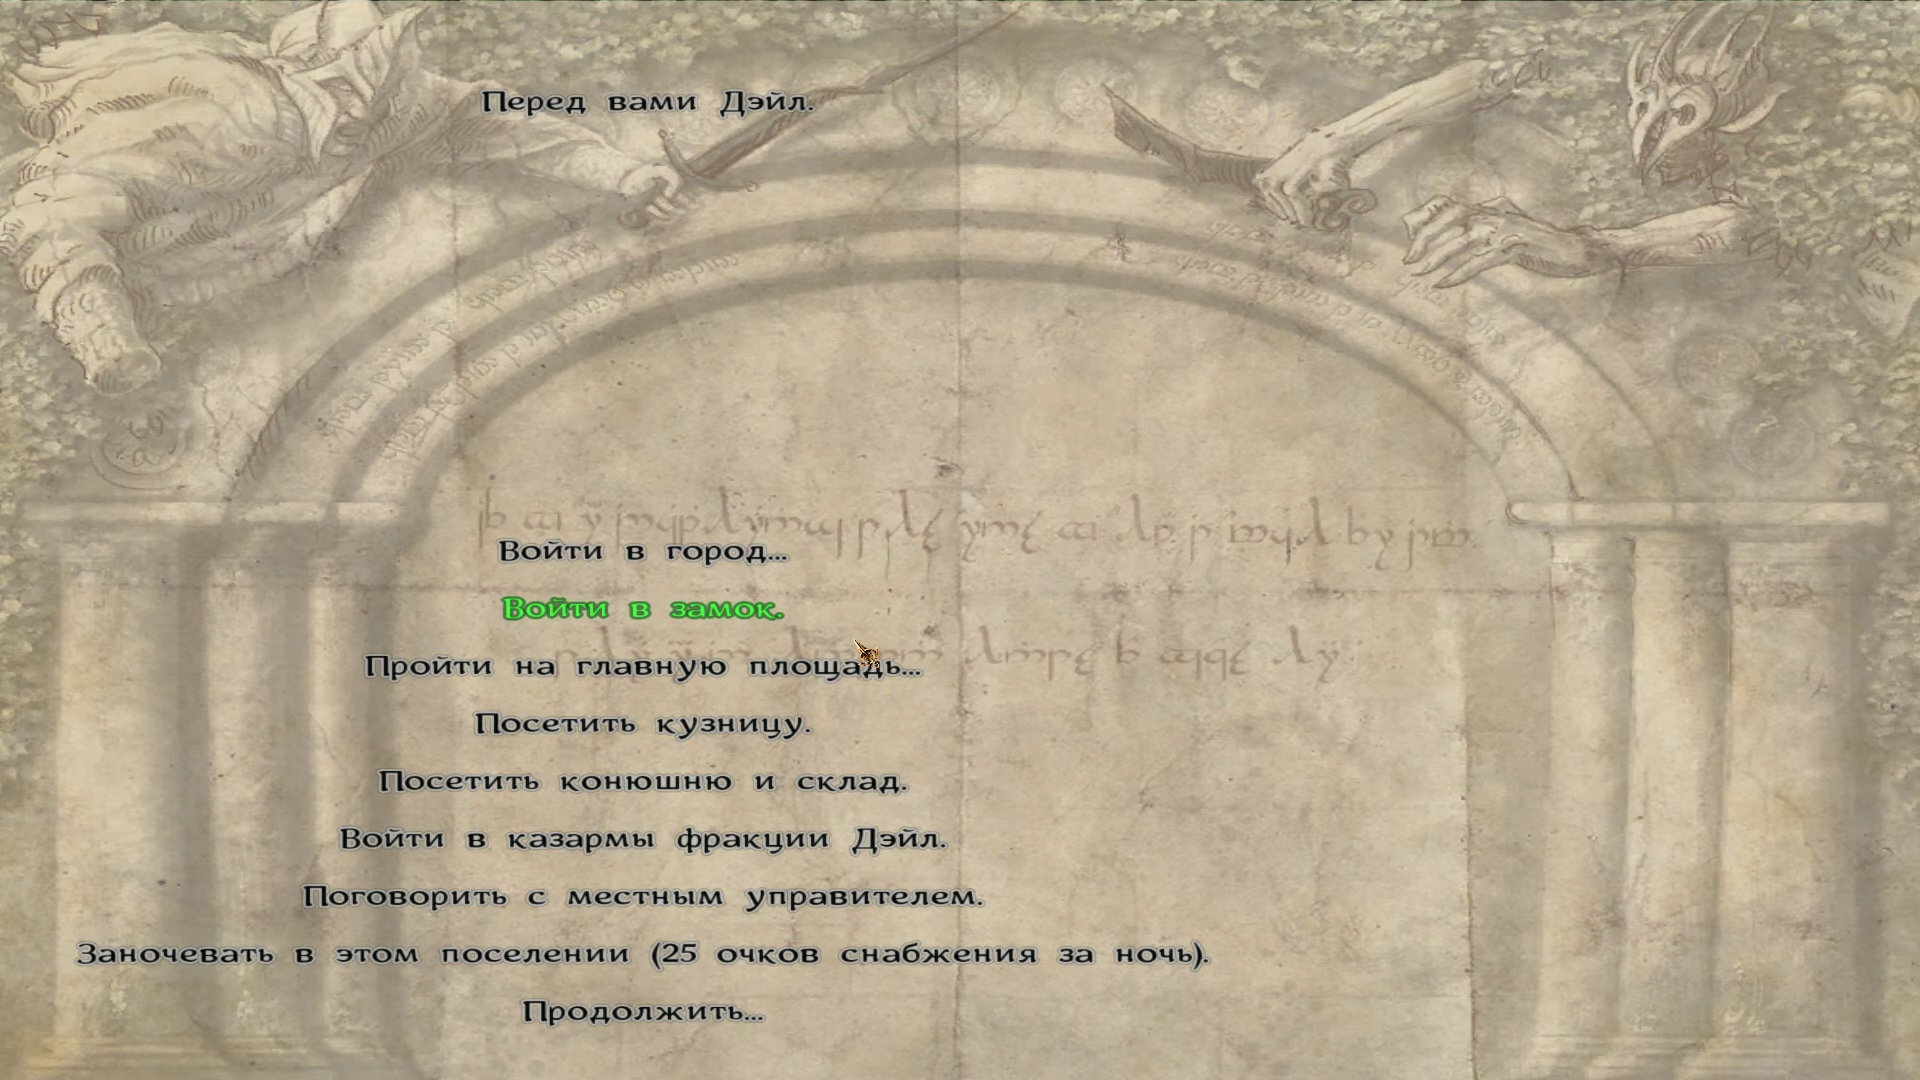 Перед вами Дэйл.
Войти в город...
Войти в замок.
Пройти на главную площадь...
Посетить кузницу.
Посетить конюшню и склад.
Войти в казармы фракции Дэйл.
Поговорить с местным управителем.
Заночевать в этом поселении (25 очков снабжения за ночь).
Продолжить...